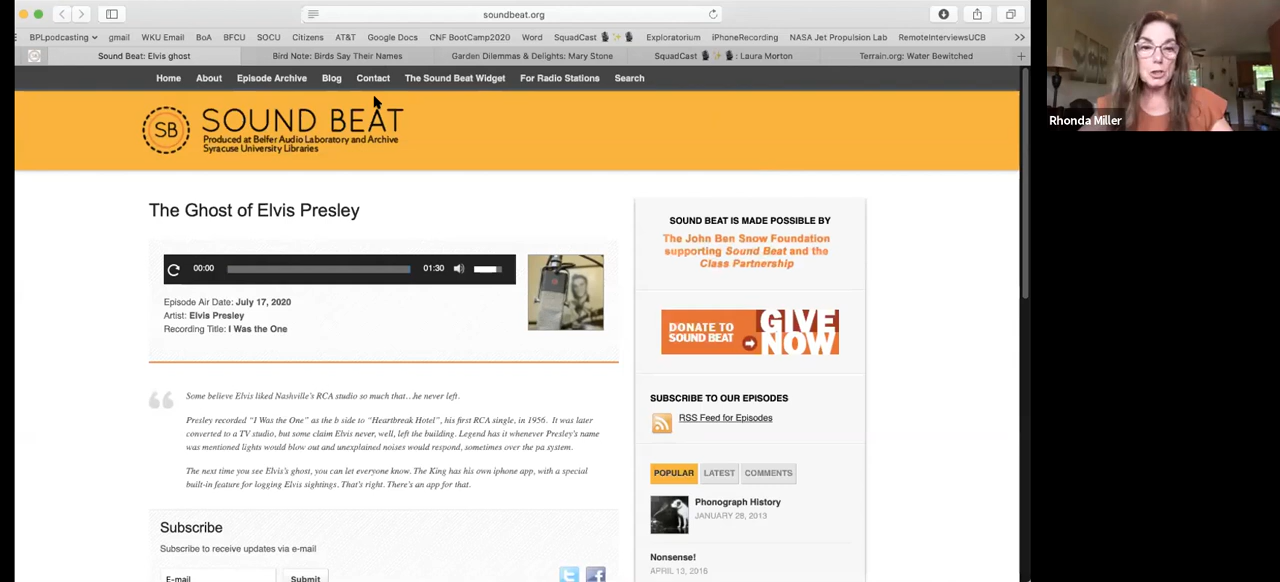 soundbeat.org
BPLpodcasting gmail WKU Email BoA BFCU SOCU Citizens AT&T Google Docs CNF BootCamp2020 Word SquadCast Exploratorium iPhoneRecording NASA Jet Propulsion Lab RemoteInterviewsUCB >>
Sound Beat: Elvis ghost Bird Note: Birds Say Their Names Garden Dilemmas & Delights: Mary Stone SquadCast : Laura Morton Terrain.org: Water Bewitched +
Home About Episode Archive Blog Contact The Sound Beat Widget For Radio Stations Search
Rhonda Miller
SB SOUND BEAT
Produced at Belfer Audio Laboratory and Archive
Syracuse University Libraries
The Ghost of Elvis Presley
00:00 01:30
Episode Air Date: July 17, 2020
Artist: Elvis Presley
Recording Title: I Was the One
Some believe Elvis liked Nashville's RCA studio so much that...he never left.
Presley recorded "I Was the One" as the b side to "Heartbreak Hotel", his first RCA single, in 1956. It was later
converted to a TV studio, but some claim Elvis never, well, left the building. Legend has it whenever Presley's name
was mentioned lights would blow out and unexplained noises would respond, sometimes over the pa system.
The next time you see Elvis's ghost, you can let everyone know. The King has his own iphone app, with a special
built-in feature for logging Elvis sightings. That's right. There's an app for that.
Subscribe
Subscribe to receive updates via e-mail
E-mail Submit
SOUND BEAT IS MADE POSSIBLE BY
The John Ben Snow Foundation
supporting Sound Beat and the
Class Partnership
DONATE TO
SOUND BEAT
GIVE
NOW
SUBSCRIBE TO OUR EPISODES
RSS Feed for Episodes
POPULAR LATEST COMMENTS
Phonograph History
JANUARY 28, 2013
Nonsense!
APRIL 13, 2016